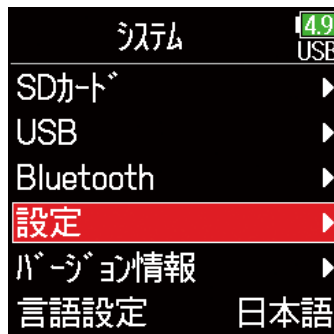 システム
4.9
USB
SDカード
USB
Bluetooth
設定
バージョン情報
言語設定 日本語